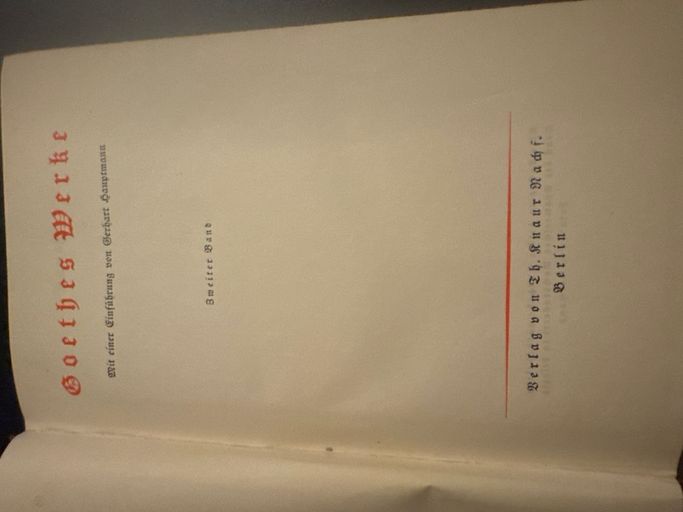 Goethes Werke
Mit einer Einführung von Gerhart Hauptmann
Zweiter Band
Verlag von Th. Knaur Nachf.
Berlin